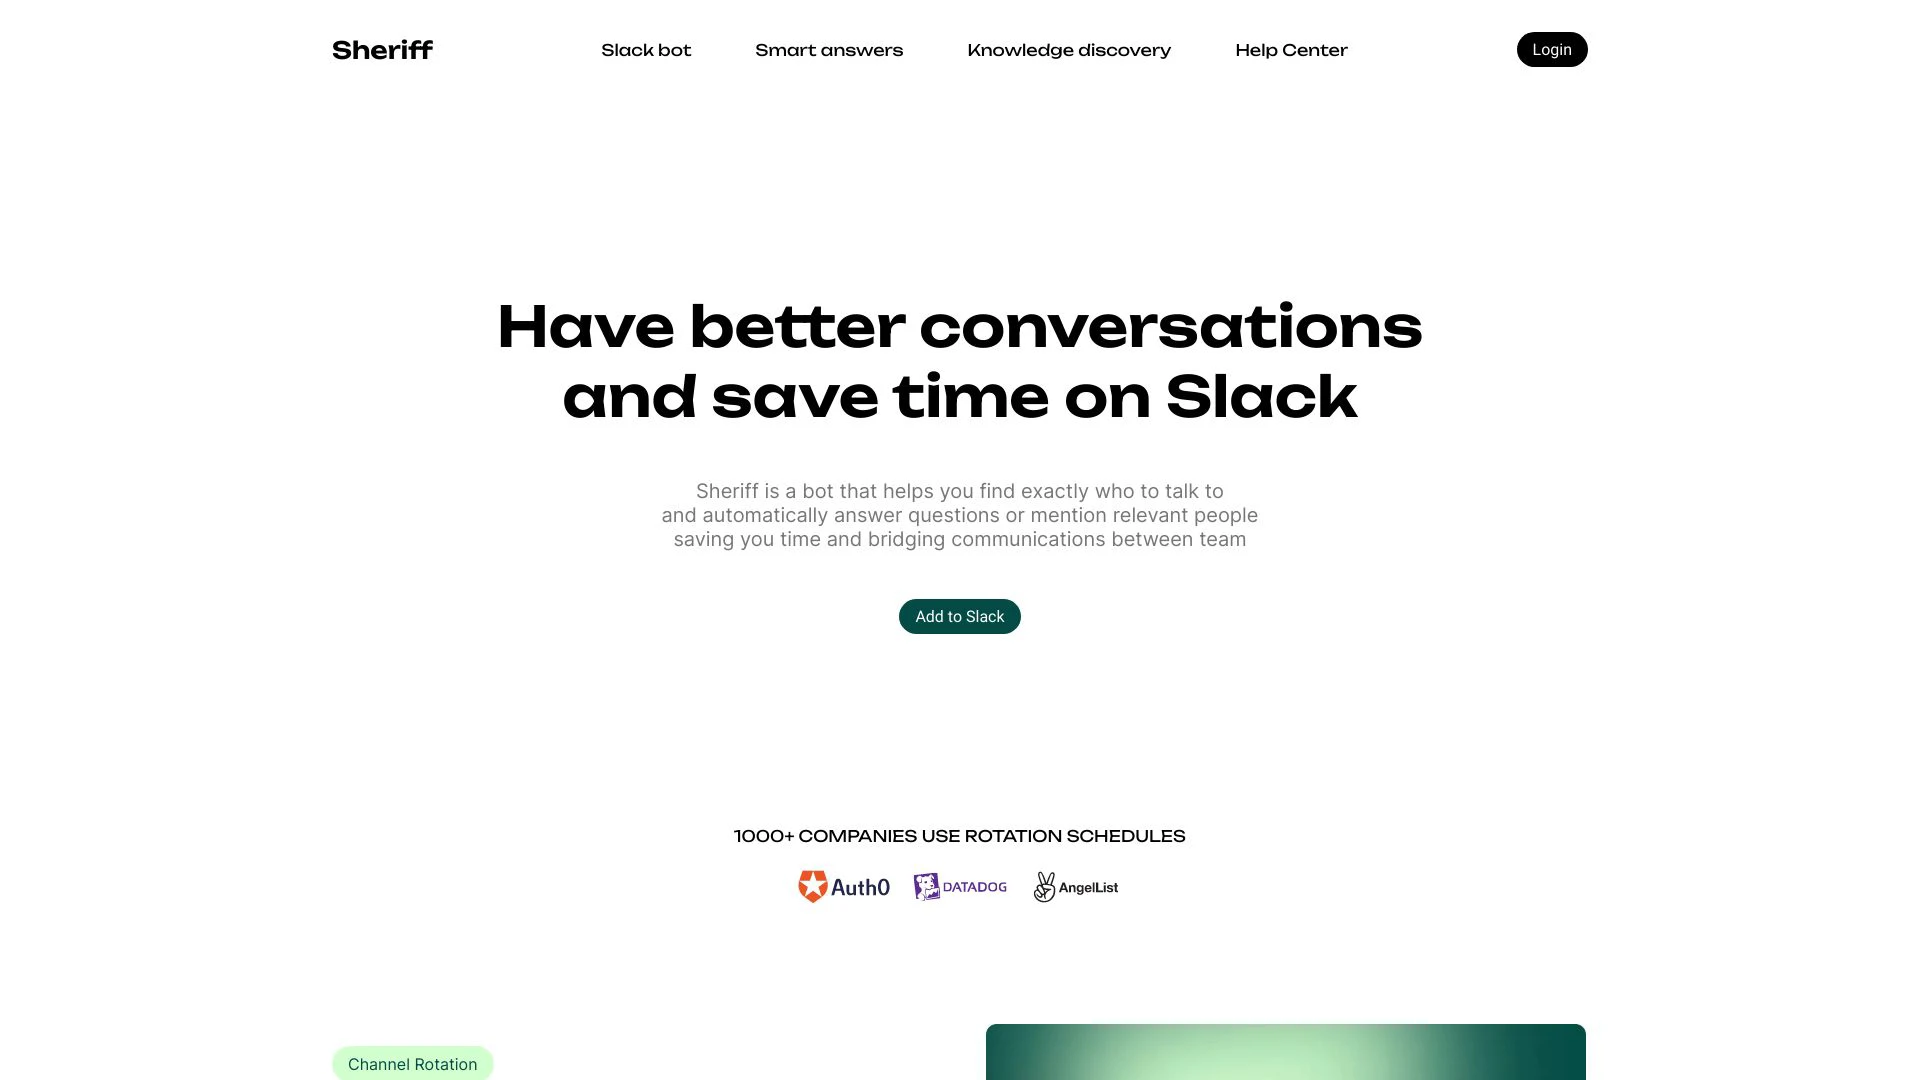 Sheriff
Slack bot
Smart answers
Knowledge discovery
Help Center
Login
Have better conversations
and save time on Slack
Sheriff is a bot that helps you find exactly who to talk to
and automatically answer questions or mention relevant people
saving you time and bridging communications between team
Add to Slack
1000+ COMPANIES USE ROTATION SCHEDULES
Auth0
DATADOG
AngelList
Channel Rotation